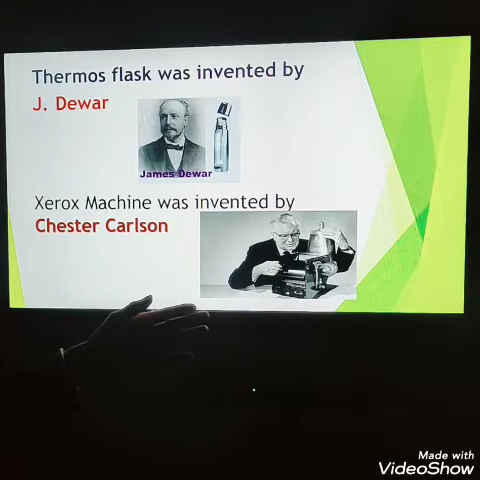 Thermos flask was invented by
J. Dewar
James Dewar
Xerox Machine was invented by
Chester Carlson
Made with
VideoShow